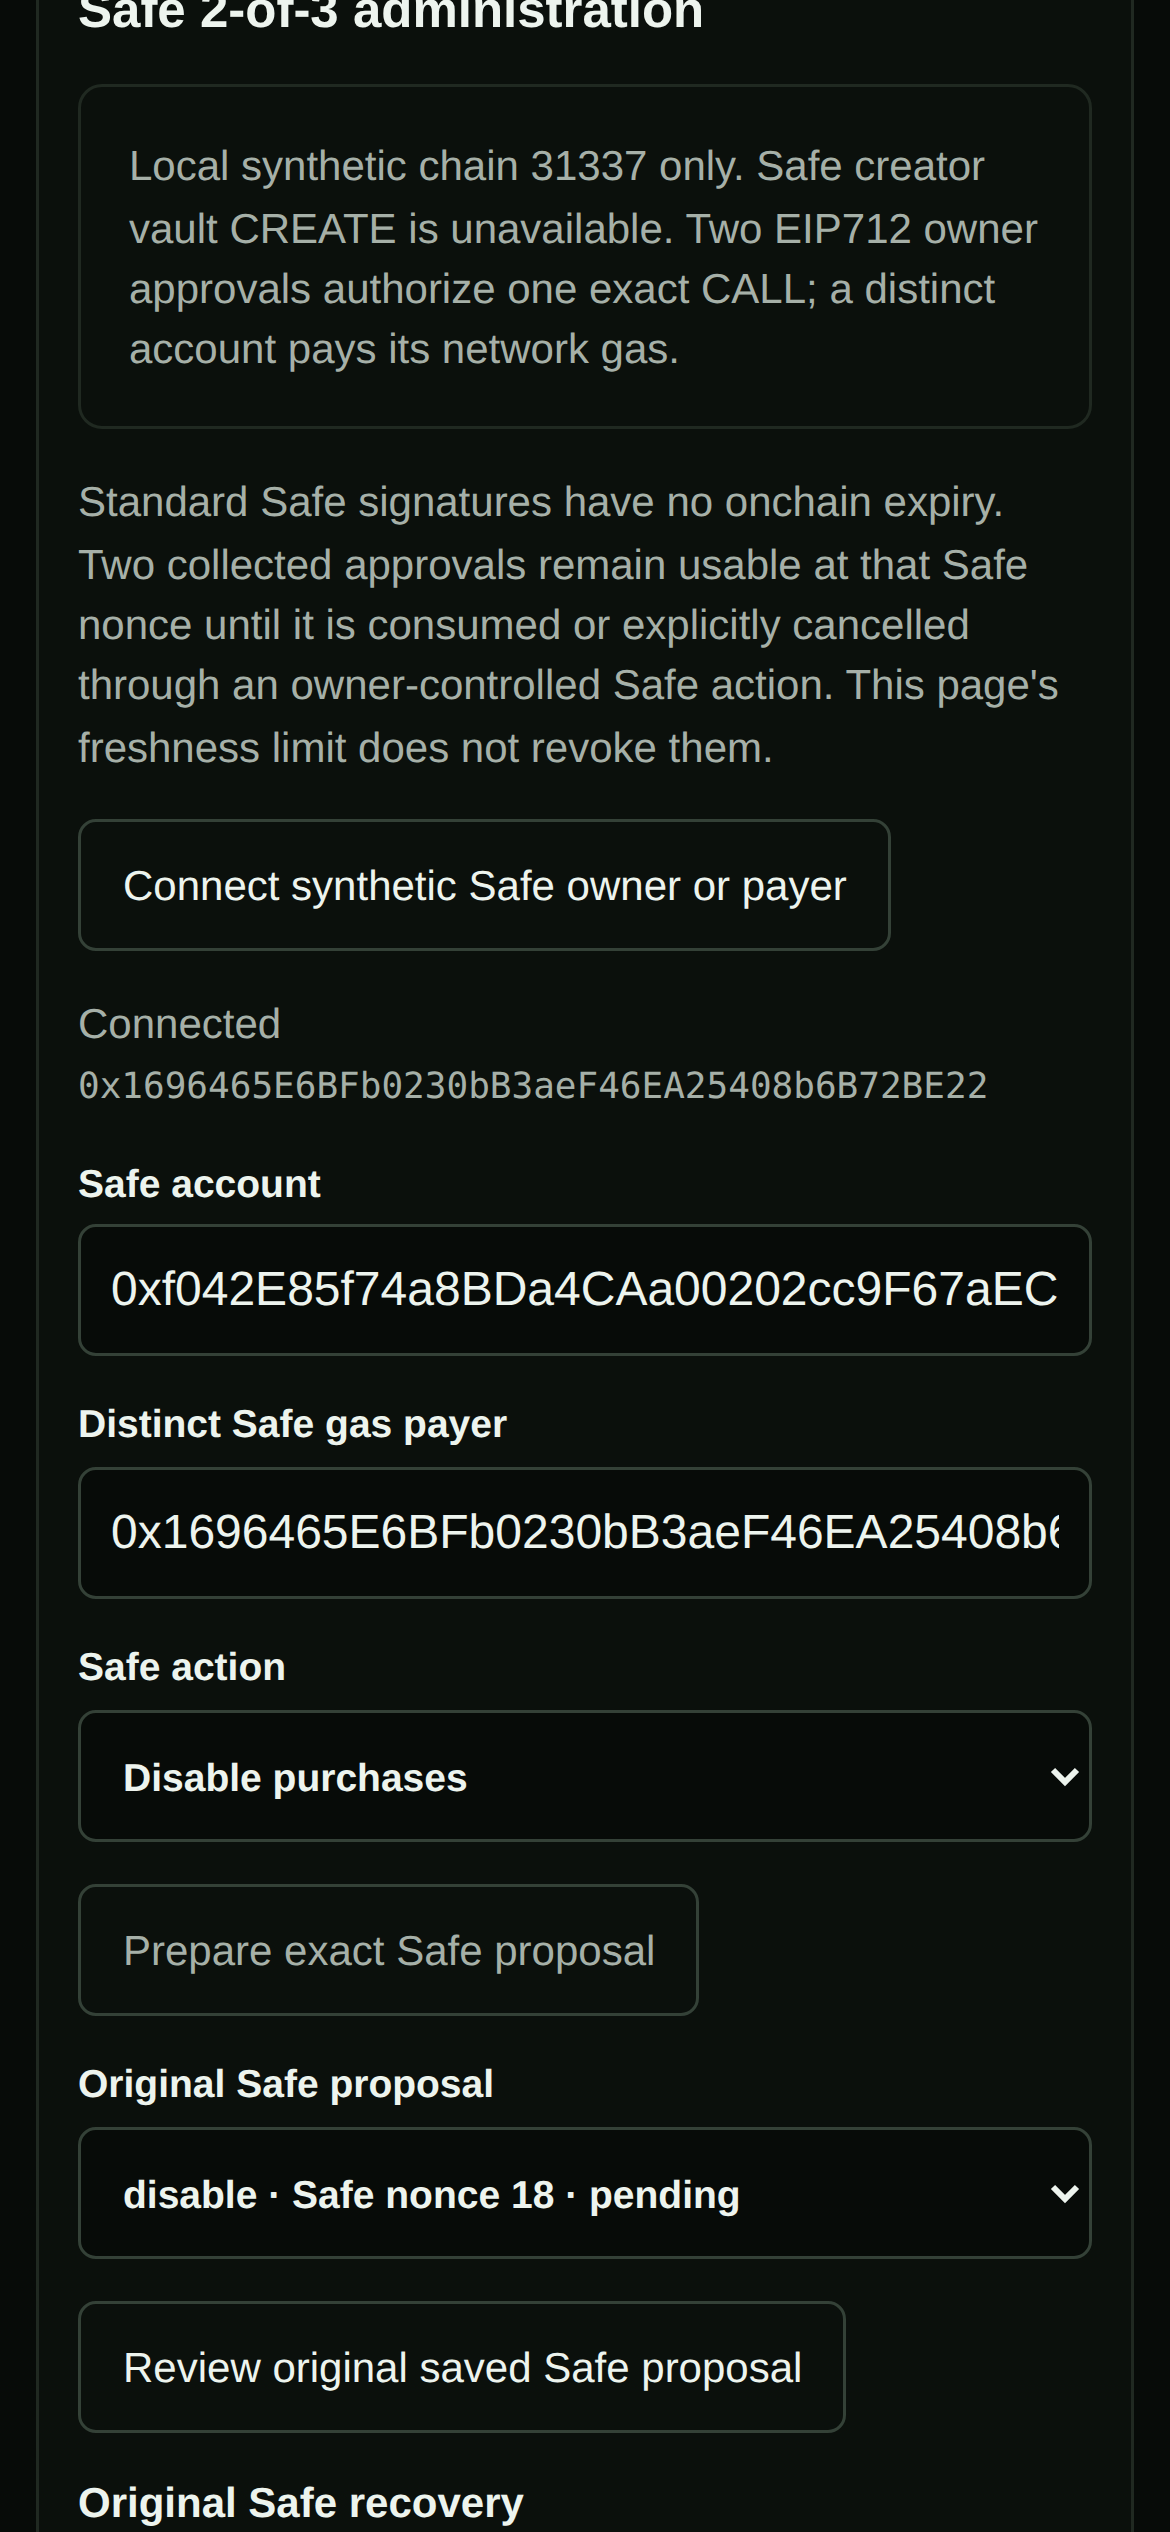 Safe 2-of-3 administration
Local synthetic chain 31337 only. Safe creator
vault CREATE is unavailable. Two EIP712 owner
approvals authorize one exact CALL; a distinct
account pays its network gas.
Standard Safe signatures have no onchain expiry.
Two collected approvals remain usable at that Safe
nonce until it is consumed or explicitly cancelled
through an owner-controlled Safe action. This page's
freshness limit does not revoke them.
Connect synthetic Safe owner or payer
Connected
0x1696465E6BFb0230bB3aeF46EA25408b6B72BE22
Safe account
0xf042E85f74a8BDa4CAa00202cc9F67aEC
Distinct Safe gas payer
0x1696465E6BFb0230bB3aeF46EA25408b6
Safe action
Disable purchases
Prepare exact Safe proposal
Original Safe proposal
disable · Safe nonce 18 · pending
Review original saved Safe proposal
Original Safe recovery